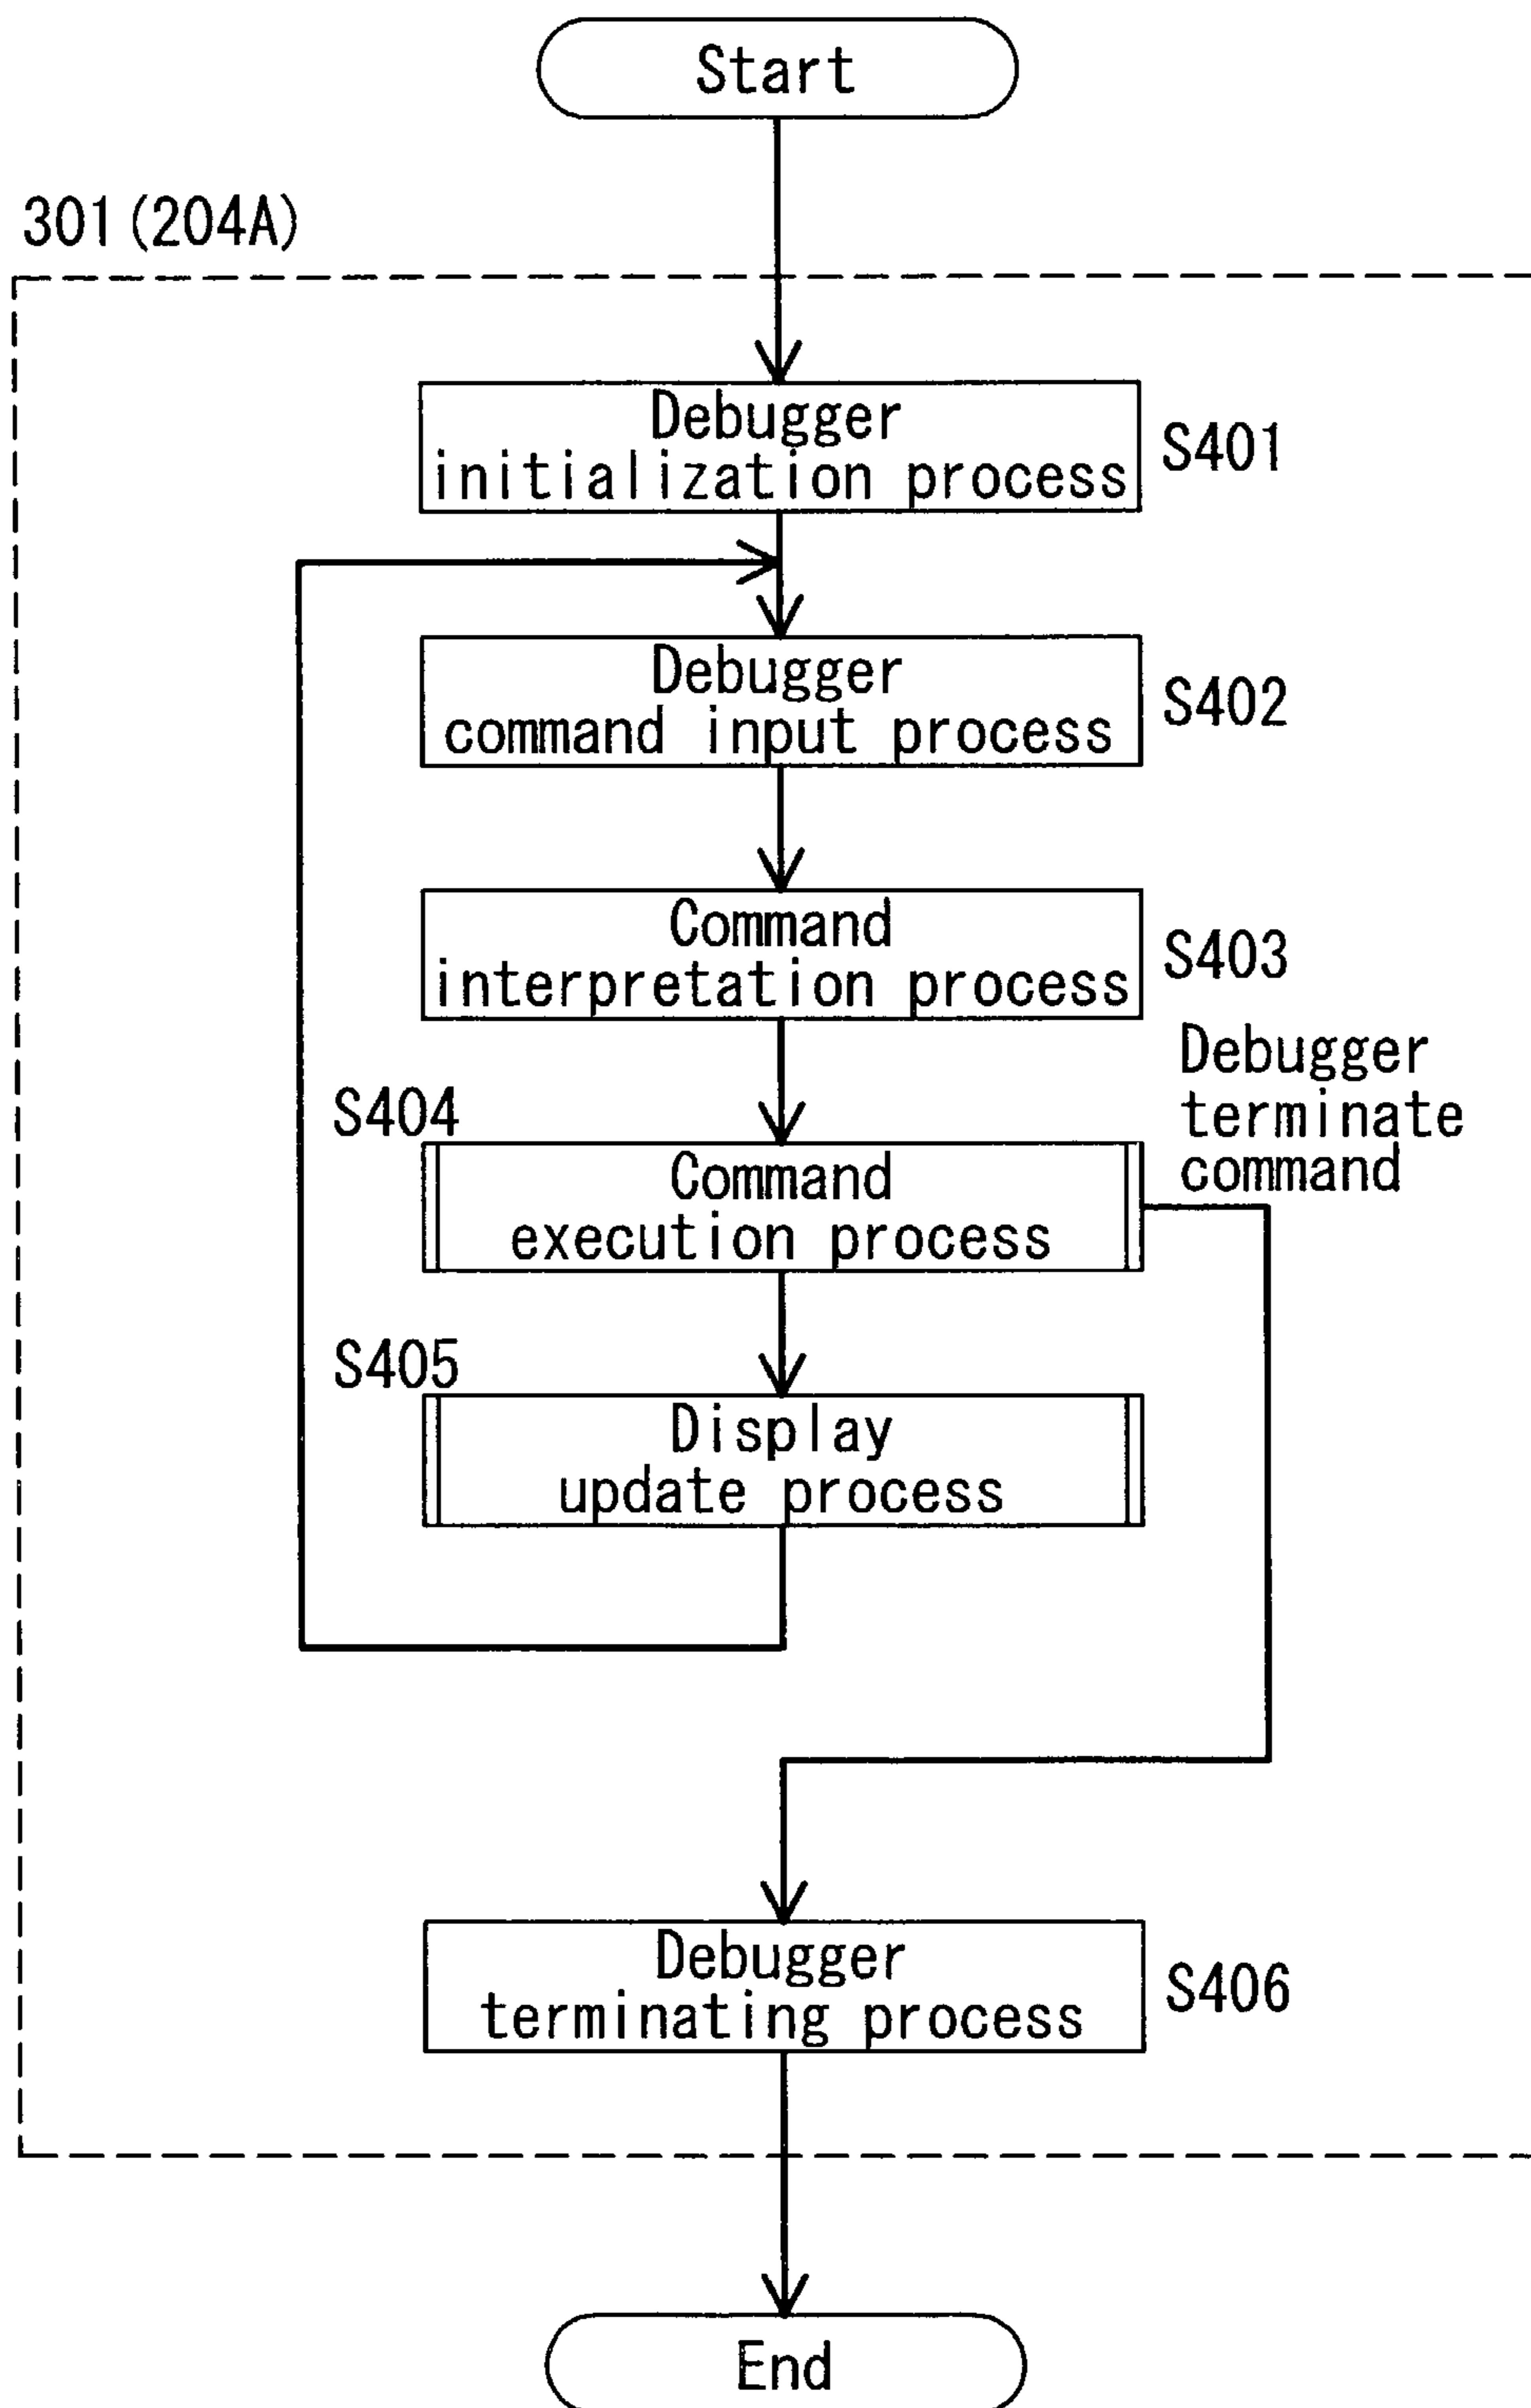 Start
301(204A)
Debugger
initialization process
S401
Debugger
command input process
S402
Command
interpretation process
S403
Debugger
terminate
command
S404
Command
execution process
S405
Display
update process
Debugger
terminating process
S406
End